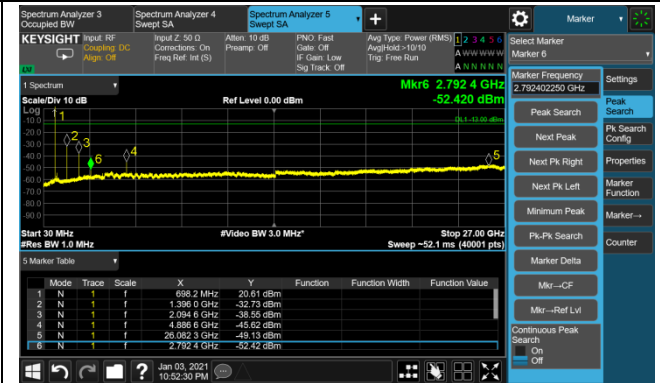 Spectrum Analyzer 3
Occupied BW
Spectrum Analyzer 4
Swept SA
Spectrum Analyzer 5
Swept SA
Marker
KEYSIGHT
Input: RF
Coupling: DC
Align: Off
Input Z: 50 Ω
Corrections: On
Freq Ref: Int (S)
Atten: 10 dB
Preamp: Off
PNO: Fast
Gate: Off
IF Gain: Low
Sig Track: Off
Avg Type: Power (RMS)
Avg|Hold:>10/10
Trig: Free Run
1 2 3 4 5 6
A W W W W W
A N N N N N
Select Marker
Marker 6
1 Spectrum
Scale/Div 10 dB
Log
Ref Level 0.00 dBm
Mkr6 2.792 4 GHz
-52.420 dBm
DL1 -13.00 dBm
-10.0
-20.0
-30.0
-40.0
-50.0
-60.0
-70.0
-80.0
-90.0
1
2
3
4
5
6
Start 30 MHz
#Res BW 1.0 MHz
#Video BW 3.0 MHz*
Stop 27.00 GHz
Sweep ~52.1 ms (40001 pts)
5 Marker Table
Mode Trace Scale X Y Function Function Width Function Value
1 N 1 f 698.2 MHz 20.61 dBm
2 N 1 f 1.396 0 GHz -32.73 dBm
3 N 1 f 2.094 6 GHz -38.55 dBm
4 N 1 f 4.886 6 GHz -45.62 dBm
5 N 1 f 26.082 3 GHz -49.13 dBm
6 N 1 f 2.792 4 GHz -52.42 dBm
Jan 03, 2021
10:52:30 PM
Marker Frequency
2.792402250 GHz
Peak Search
Next Peak
Next Pk Right
Next Pk Left
Minimum Peak
Pk-Pk Search
Marker Delta
Mkr→CF
Mkr→Ref Lvl
Continuous Peak
Search
On
Off
Settings
Peak
Search
Pk Search
Config
Properties
Marker
Function
Marker→
Counter